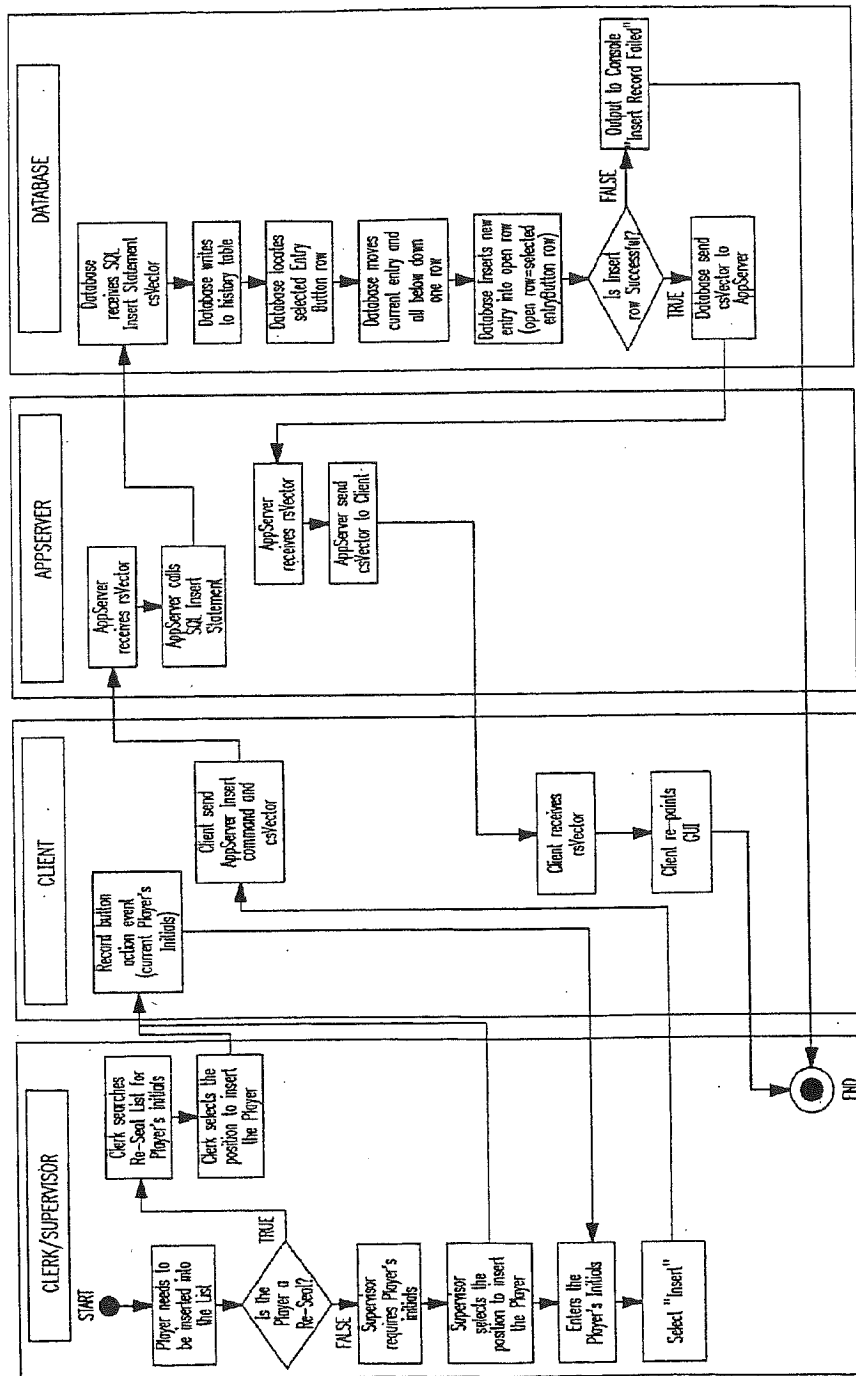 CLERK/SUPERVISOR
START
Player needs to
be inserted into
the List
Is the
Player a
Re-Seal?
TRUE
FALSE
Clerk searches
Re-Seal List for
Player's initials
Clerk selects the
position to insert
the Player
Supervisor
requires Player's
initials
Supervisor
selects the
position to insert
the Player
Enters the
Player's Initials
Select "Insert"
END
CLIENT
Record button
action event
(current Player's
Initials)
Client send
AppServer Insert
command and
csVector
Client receives
rsVector
Client re-points
GUI
APPSERVER
AppServer
receives rsVector
AppServer calls
SQL Insert
Statement
AppServer
receives rsVector
AppServer send
csVector to Client
DATABASE
Database
receives SQL
Insert Statement
csVector
Database writes
to history table
Database locates
selected Entry
Button row
Database moves
current entry and
all below down
one row
Database Inserts new
entry into open row
(open row=selected
entryButton row)
Is Insert
row Successful?
FALSE
TRUE
Output to Console
"Insert Record Failed"
Database send
csVector to
AppServer